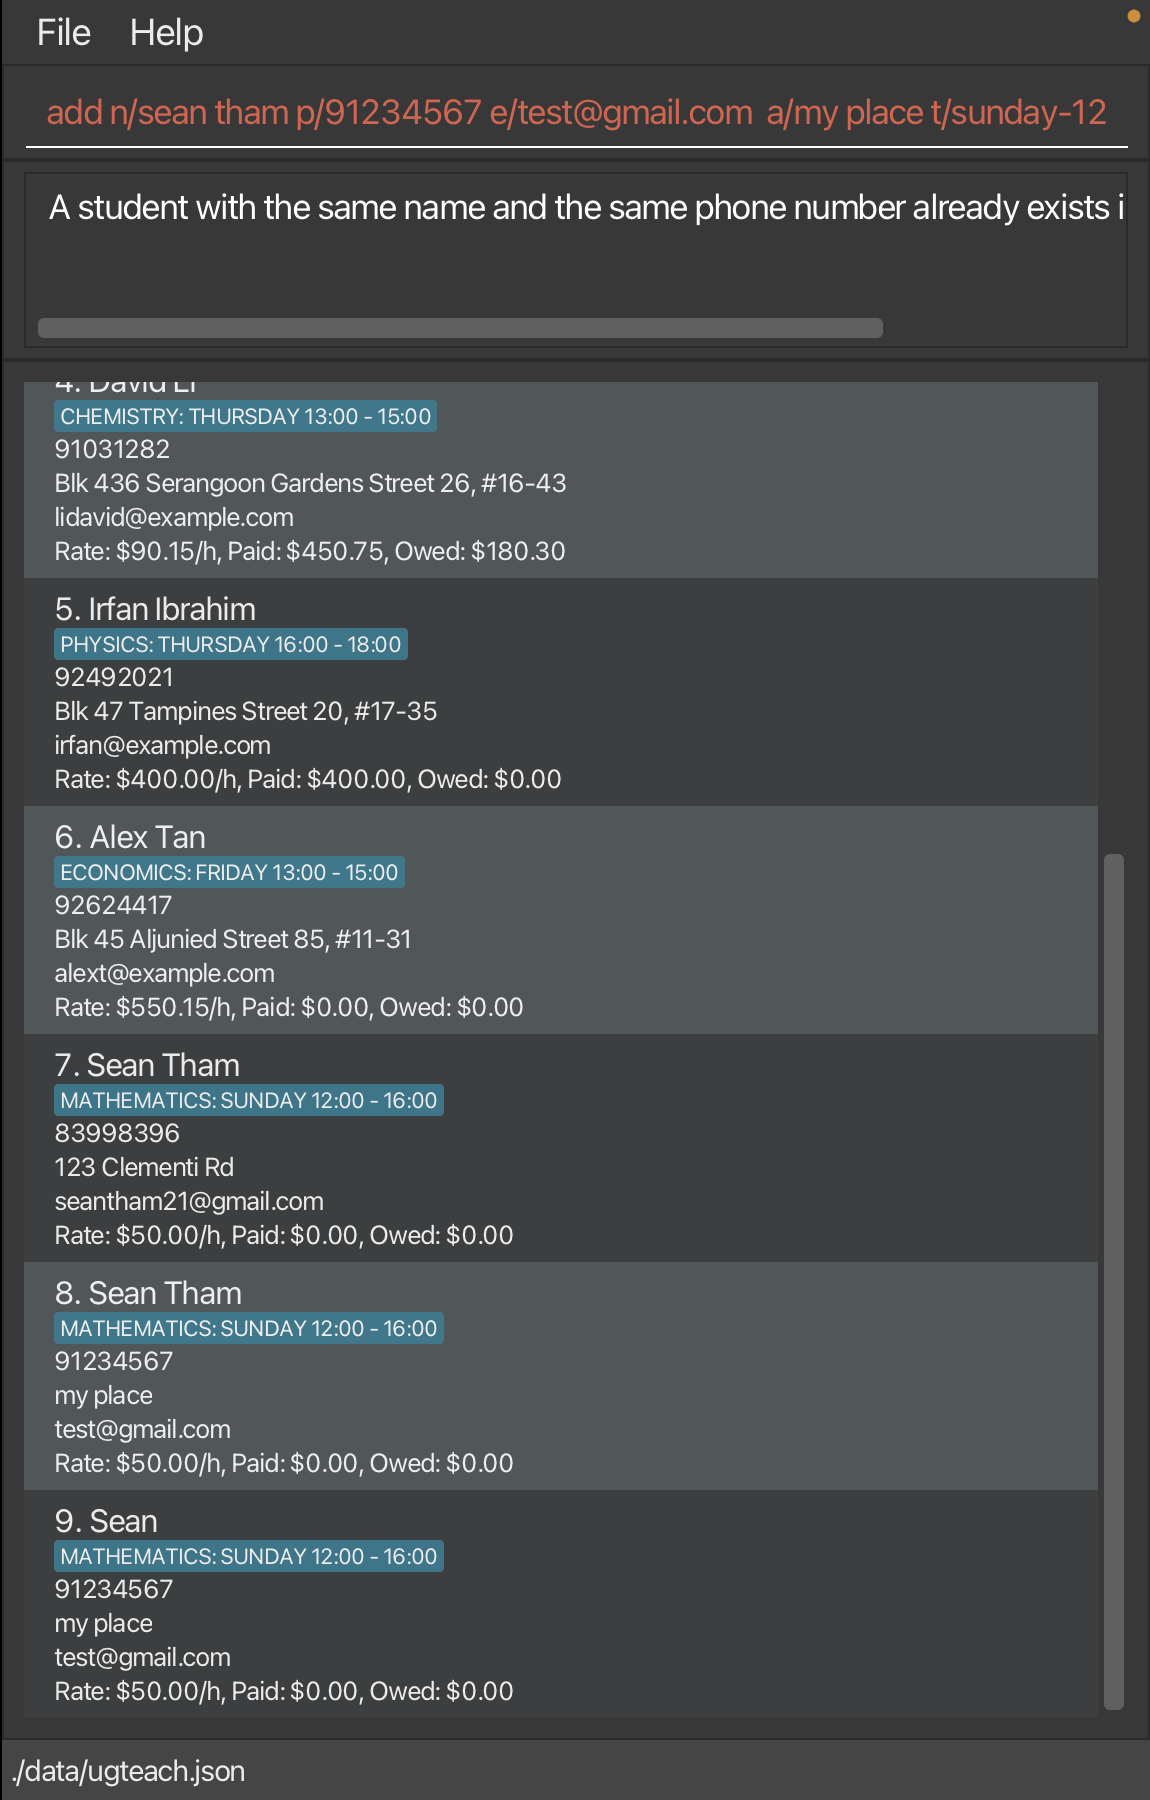 File Help
add n/sean tham p/91234567 e/test@gmail.com  a/my place t/sunday-12
A student with the same name and the same phone number already exists i
4. David Li
CHEMISTRY: THURSDAY 13:00 - 15:00
91031282
Blk 436 Serangoon Gardens Street 26, #16-43
lidavid@example.com
Rate: $90.15/h, Paid: $450.75, Owed: $180.30
5. Irfan Ibrahim
PHYSICS: THURSDAY 16:00 - 18:00
92492021
Blk 47 Tampines Street 20, #17-35
irfan@example.com
Rate: $400.00/h, Paid: $400.00, Owed: $0.00
6. Alex Tan
ECONOMICS: FRIDAY 13:00 - 15:00
92624417
Blk 45 Aljunied Street 85, #11-31
alext@example.com
Rate: $550.15/h, Paid: $0.00, Owed: $0.00
7. Sean Tham
MATHEMATICS: SUNDAY 12:00 - 16:00
83998396
123 Clementi Rd
seantham21@gmail.com
Rate: $50.00/h, Paid: $0.00, Owed: $0.00
8. Sean Tham
MATHEMATICS: SUNDAY 12:00 - 16:00
91234567
my place
test@gmail.com
Rate: $50.00/h, Paid: $0.00, Owed: $0.00
9. Sean
MATHEMATICS: SUNDAY 12:00 - 16:00
91234567
my place
test@gmail.com
Rate: $50.00/h, Paid: $0.00, Owed: $0.00
./data/ugteach.json